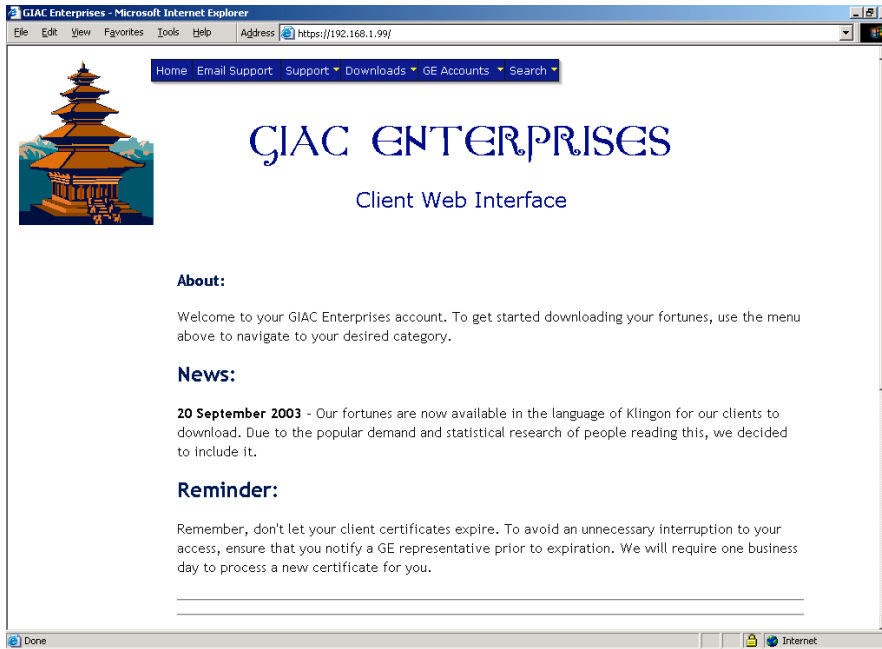 GIAC Enterprises - Microsoft Internet Explorer
File Edit View Favorites Tools Help Address https://192.168.1.99/
Home Email Support Support Downloads GE Accounts Search
GIAC ENTERPRISES
Client Web Interface
About:
Welcome to your GIAC Enterprises account. To get started downloading your fortunes, use the menu
above to navigate to your desired category.
News:
20 September 2003 - Our fortunes are now available in the language of Klingon for our clients to
download. Due to the popular demand and statistical research of people reading this, we decided
to include it.
Reminder:
Remember, don't let your client certificates expire. To avoid an unnecessary interruption to your
access, ensure that you notify a GE representative prior to expiration. We will require one business
day to process a new certificate for you.
Done Internet